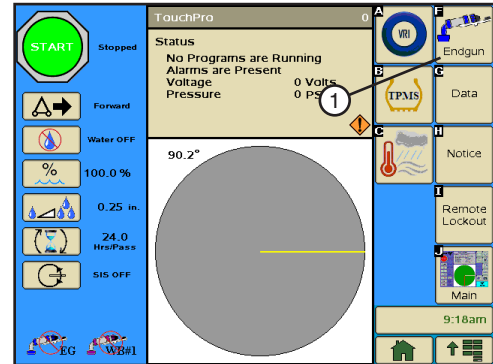 START
Stopped
Forward
Water OFF
%
100.0 %
0.25 in.
24.0
Hrs/Pass
SIS OFF
EG
WB#1
TouchPro 0
Status
No Programs are Running
Alarms are Present
Voltage 0 Volts
Pressure 0 PS
1
90.2°
A
VRI
B
TPMS
C
F
Endgun
G
Data
H
Notice
I
Remote
Lockout
J
Main
9:18am